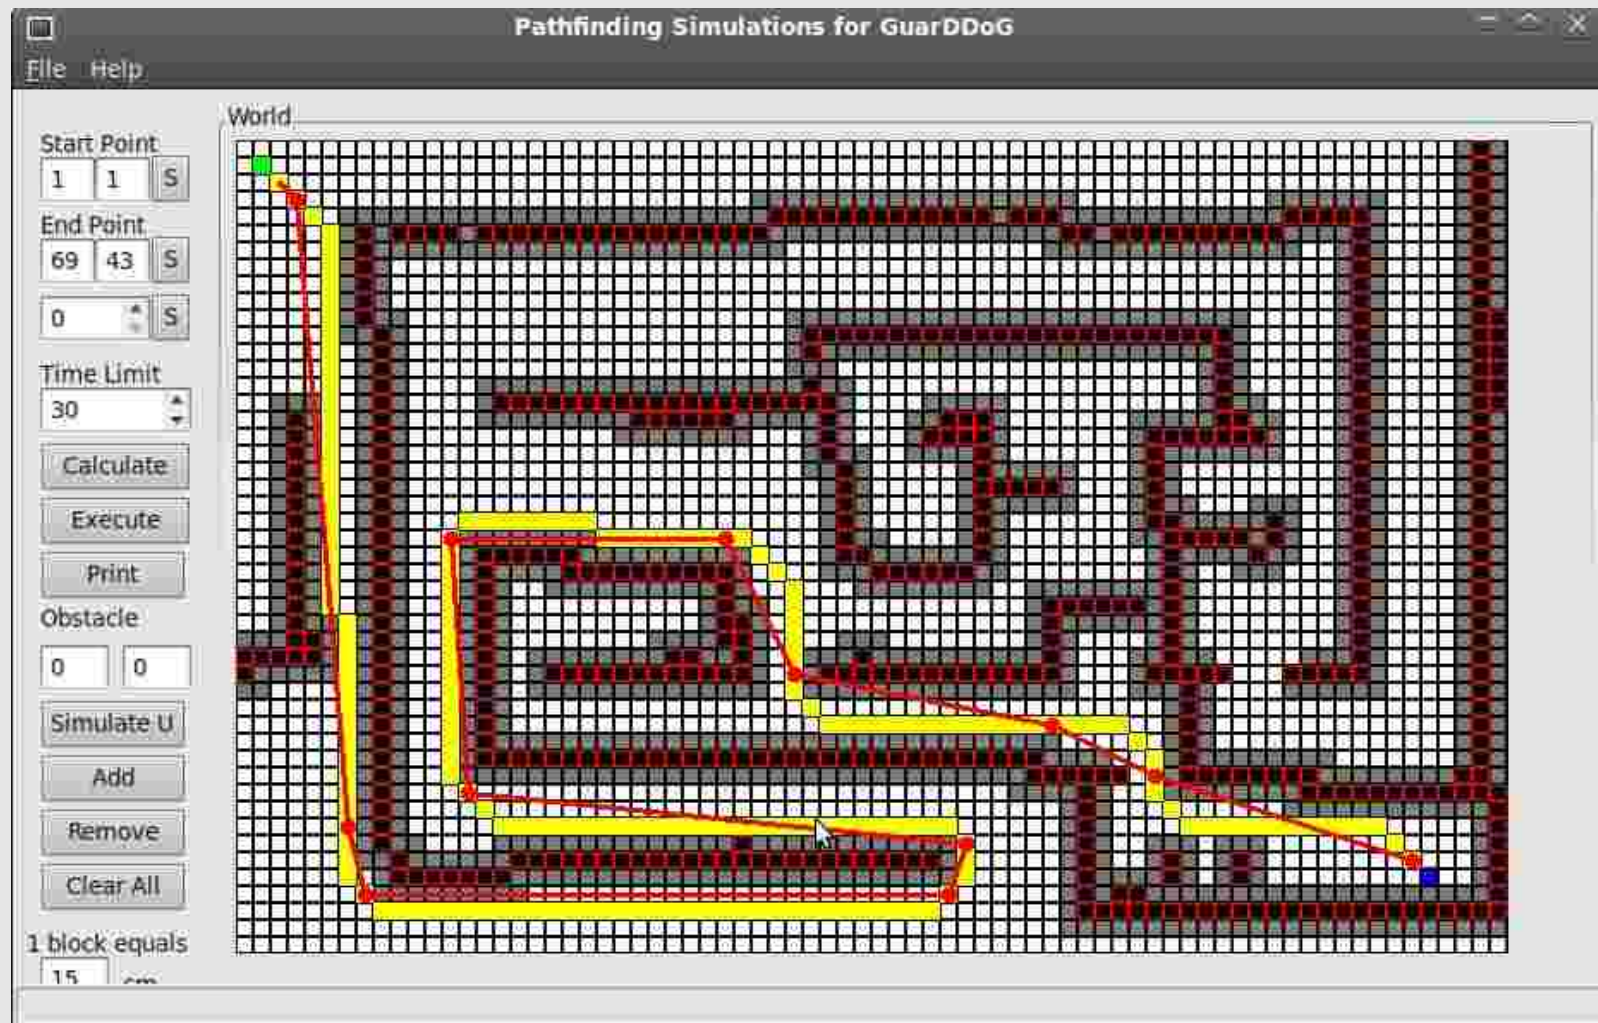 Pathfinding Simulations for GuarDDoG
File Help
World
Start Point
1 1 S
End Point
69 43 S
0 S
Time Limit
30
Calculate
Execute
Print
Obstacle
0 0
Simulate U
Add
Remove
Clear All
1 block equals
15 cm